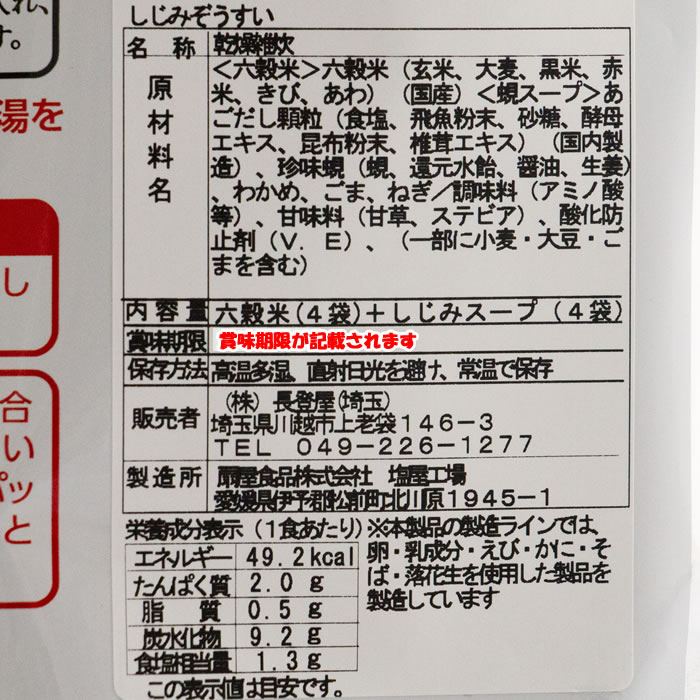 入れ、
す。
湯を
し
合
い
パッ
と
しじみぞうすい
名称 乾燥雑炊
原材料名
<六穀米>六穀米(玄米、大麦、黒米、赤
米、きび、あわ)(国産)<蜆スープ>あ
ごだし顆粒(食塩、飛魚粉末、砂糖、酵母
エキス、昆布粉末、椎茸エキス)(国内製
造)、珍味蜆(蜆、還元水飴、醤油、生姜)
、わかめ、ごま、ねぎ/調味料(アミノ酸
等)、甘味料(甘草、ステビア)、酸化防
止剤(V.E)、(一部に小麦・大豆・ご
まを含む)
内容量 六穀米(4袋)+しじみスープ(4袋)
賞味期限 賞味期限が記載されます
保存方法 高温多湿、直射日光を避け、常温で保存
販売者 (株)長登屋(埼玉)
埼玉県川越市上老袋146-3
TEL 049-226-1277
製造所 扇屋食品株式会社 塩屋工場
愛媛県伊予郡松前町北川原1945-1
栄養成分表示(1食あたり)
エネルギー 49.2kcal
たんぱく質 2.0g
脂質 0.5g
炭水化物 9.2g
食塩相当量 1.3g
この表示値は目安です。
※本製品の製造ラインでは、
卵・乳成分・えび・かに・そ
ば・落花生を使用した製品を
製造しています